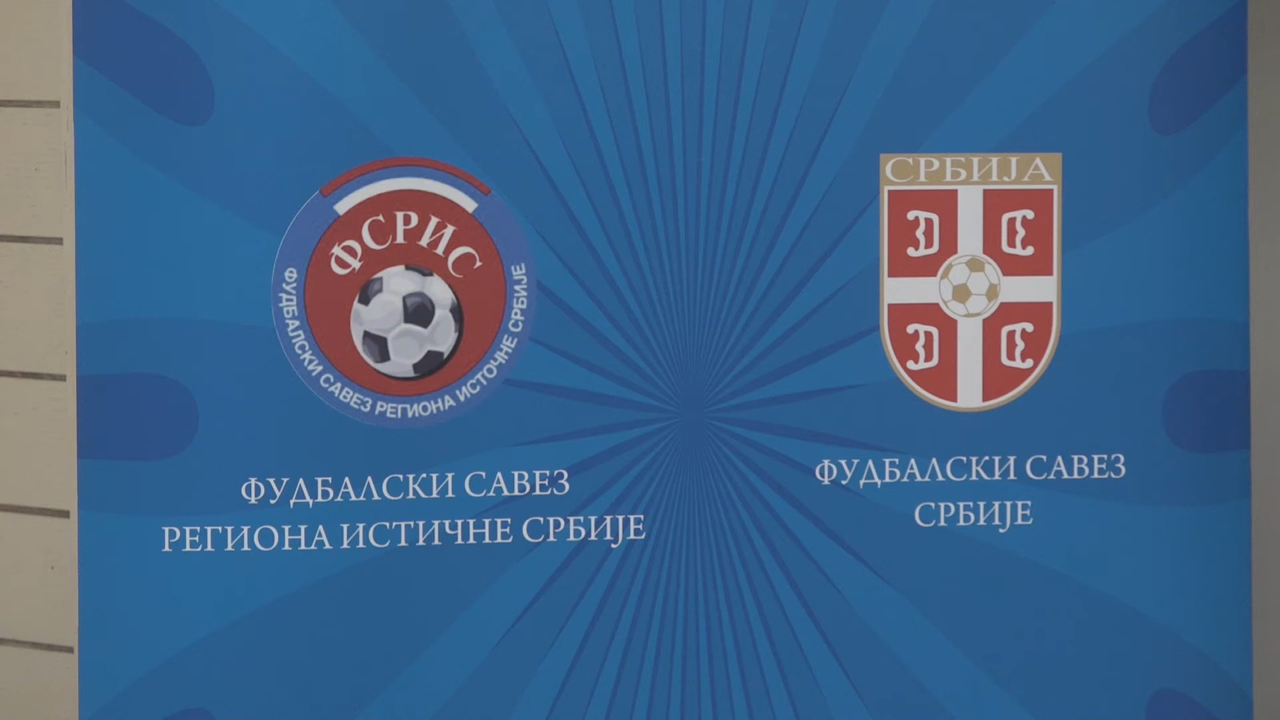 ФСРИС
ФУДБАЛСКИ САВЕЗ РЕГИОНА ИСТОЧНЕ СРБИЈЕ
ФУДБАЛСКИ САВЕЗ
РЕГИОНА ИСТИЧНЕ СРБИЈЕ
СРБИЈА
ФУДБАЛСКИ САВЕЗ
СРБИЈЕ